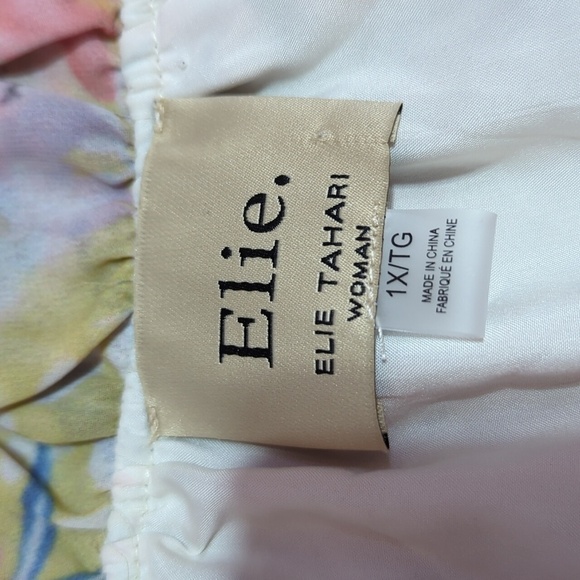 Elie.
ELIE TAHARI
WOMAN
1X/TG
MADE IN CHINA
FABRIQUÉ EN CHINE